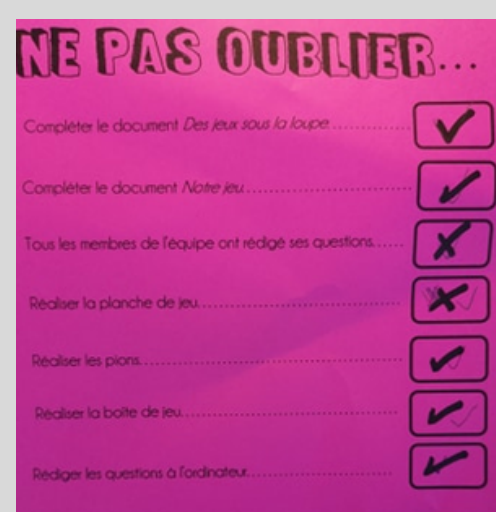 NE PAS OUBLIER...
Compléter le document Des jeux sous la loupe..............
Compléter le document Notre jeu..............................
Tous les membres de l'équipe ont rédigé ses questions......
Réaliser la planche de jeu....................................
Réaliser les pions..............................................
Réaliser la boîte de jeu.......................................
Rédiger les questions à l'ordinateur..........................